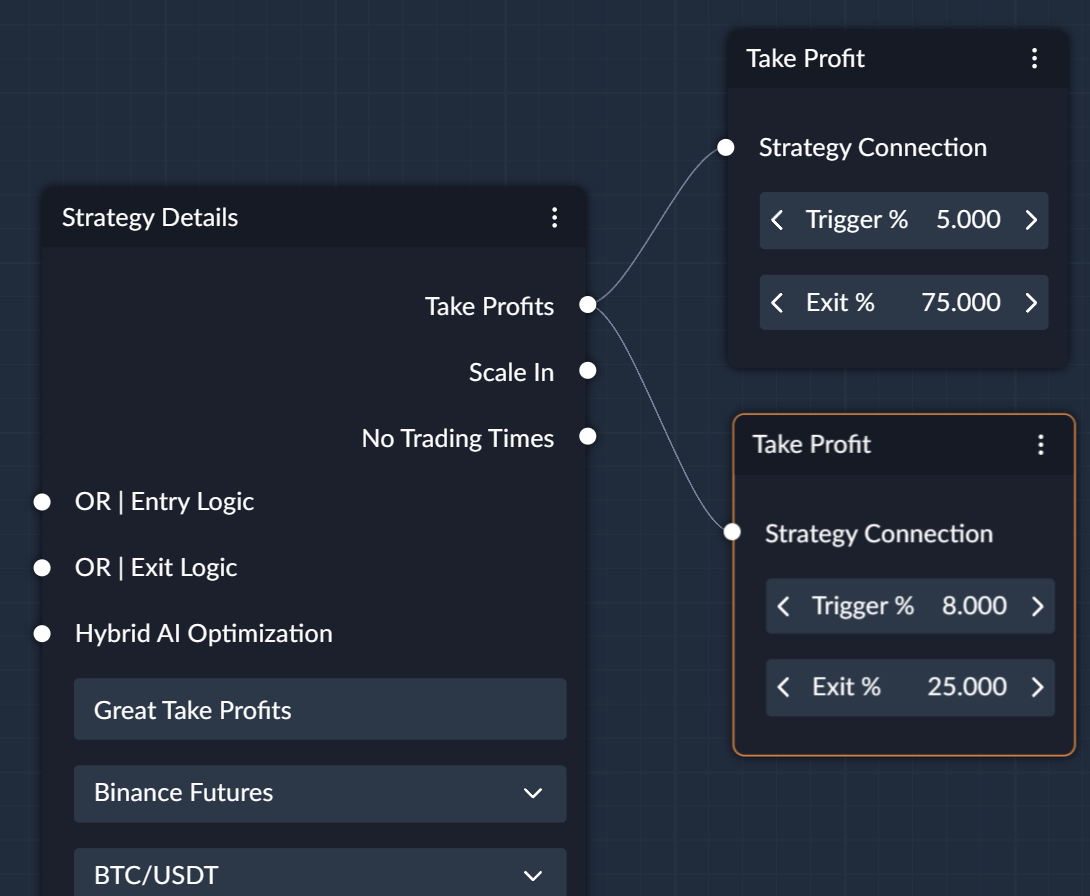 Take Profit
Strategy Connection
Trigger % 5.000
Exit % 75.000
Strategy Details
Take Profits
Scale In
No Trading Times
OR | Entry Logic
OR | Exit Logic
Hybrid AI Optimization
Great Take Profits
Binance Futures
BTC/USDT
Take Profit
Strategy Connection
Trigger % 8.000
Exit % 25.000